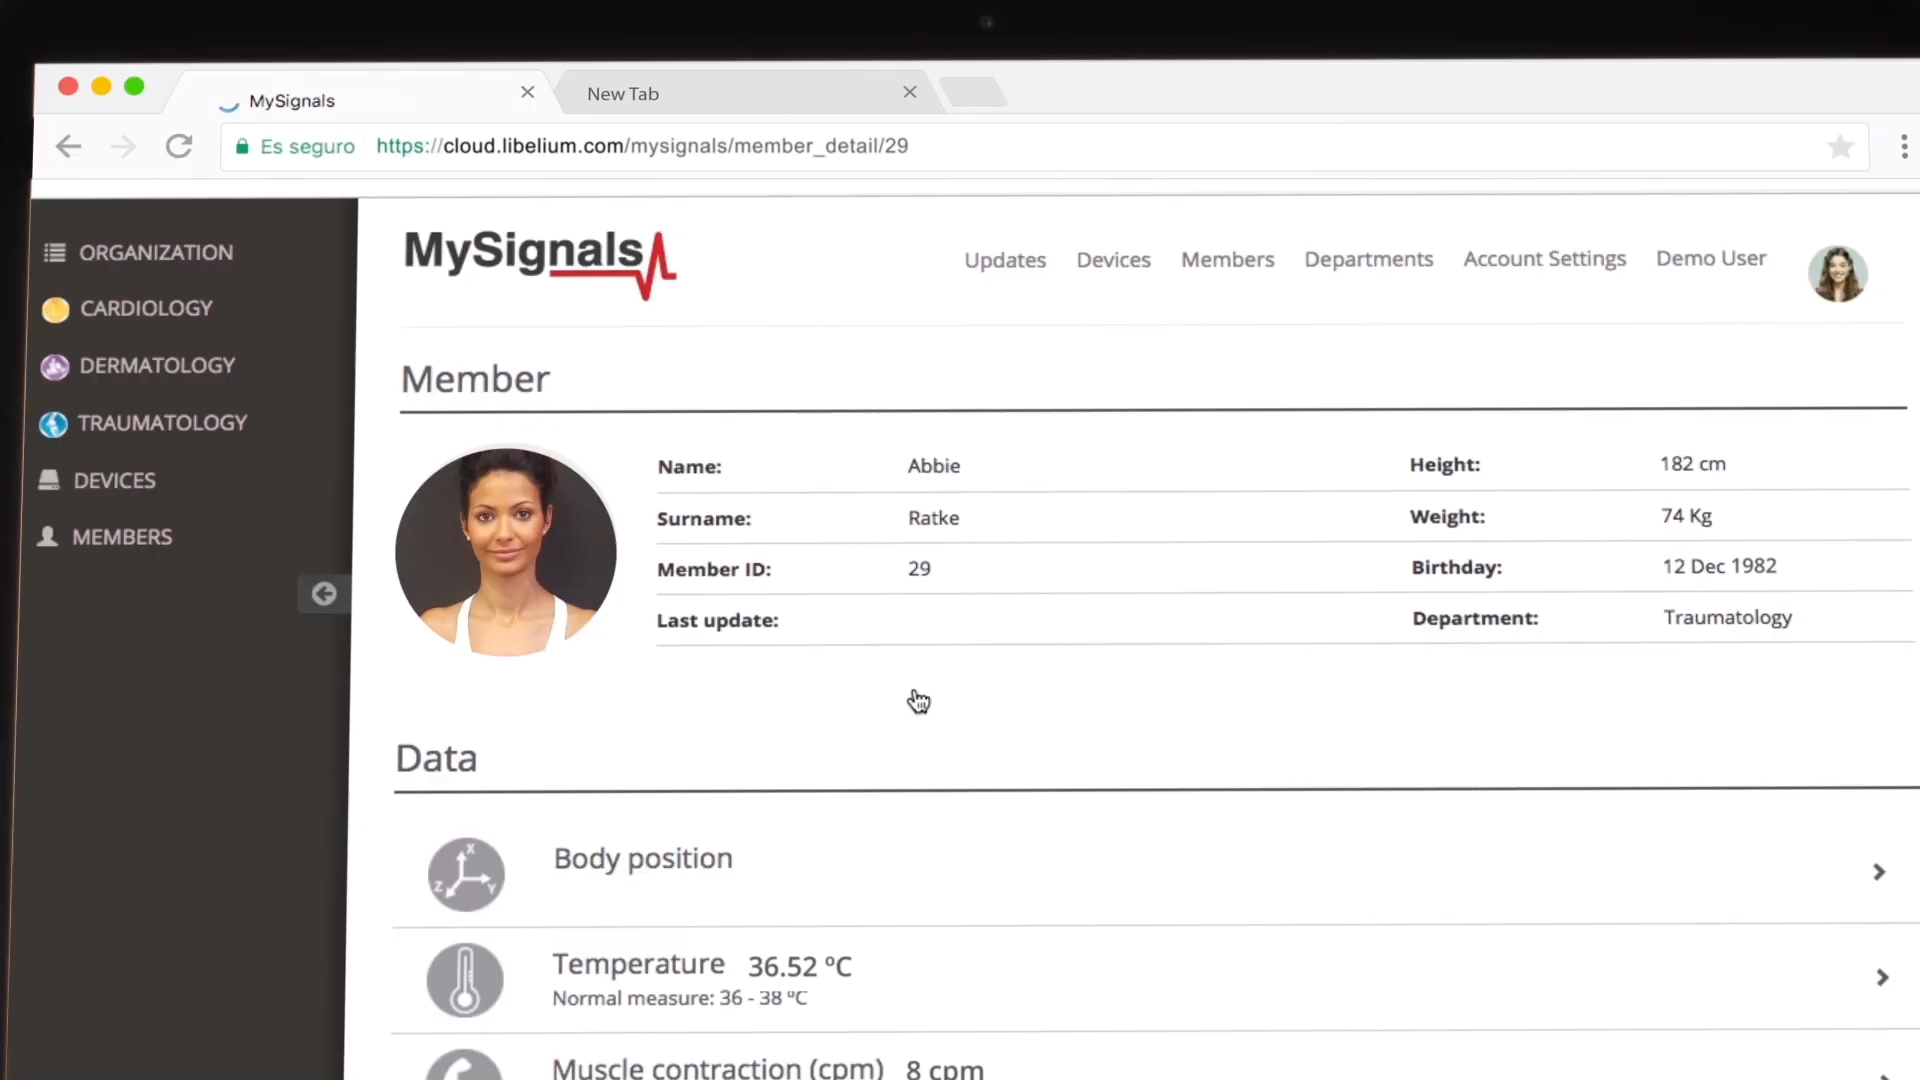 MySignals
New Tab
Es seguro https://cloud.libelium.com/mysignals/member_detail/29
ORGANIZATION
CARDIOLOGY
DERMATOLOGY
TRAUMATOLOGY
DEVICES
MEMBERS
MySignals
Updates Devices Members Departments Account Settings Demo User
Member
Name: Abbie Height: 182 cm
Surname: Ratke Weight: 74 Kg
Member ID: 29 Birthday: 12 Dec 1982
Last update: Department: Traumatology
Data
X
Z Y
Body position
Temperature 36.52 ºC
Normal measure: 36 - 38 ºC
Muscle contraction (cpm) 8 cpm